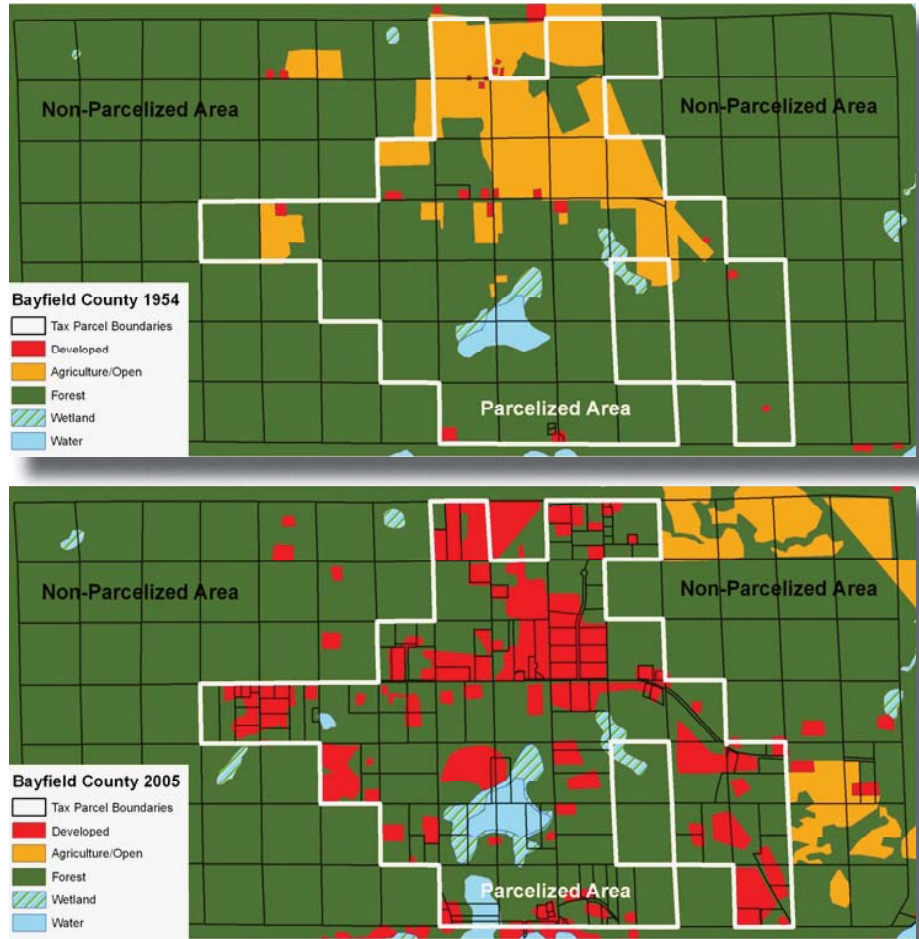 Non-Parcelized Area
Non-Parcelized Area
Bayfield County 1954
Tax Parcel Boundaries
Developed
Agriculture/Open
Forest
Wetland
Water
Parcelized Area
Non-Parcelized Area
Non-Parcelized Area
Bayfield County 2005
Tax Parcel Boundaries
Developed
Agriculture/Open
Forest
Wetland
Water
Parcelized Area